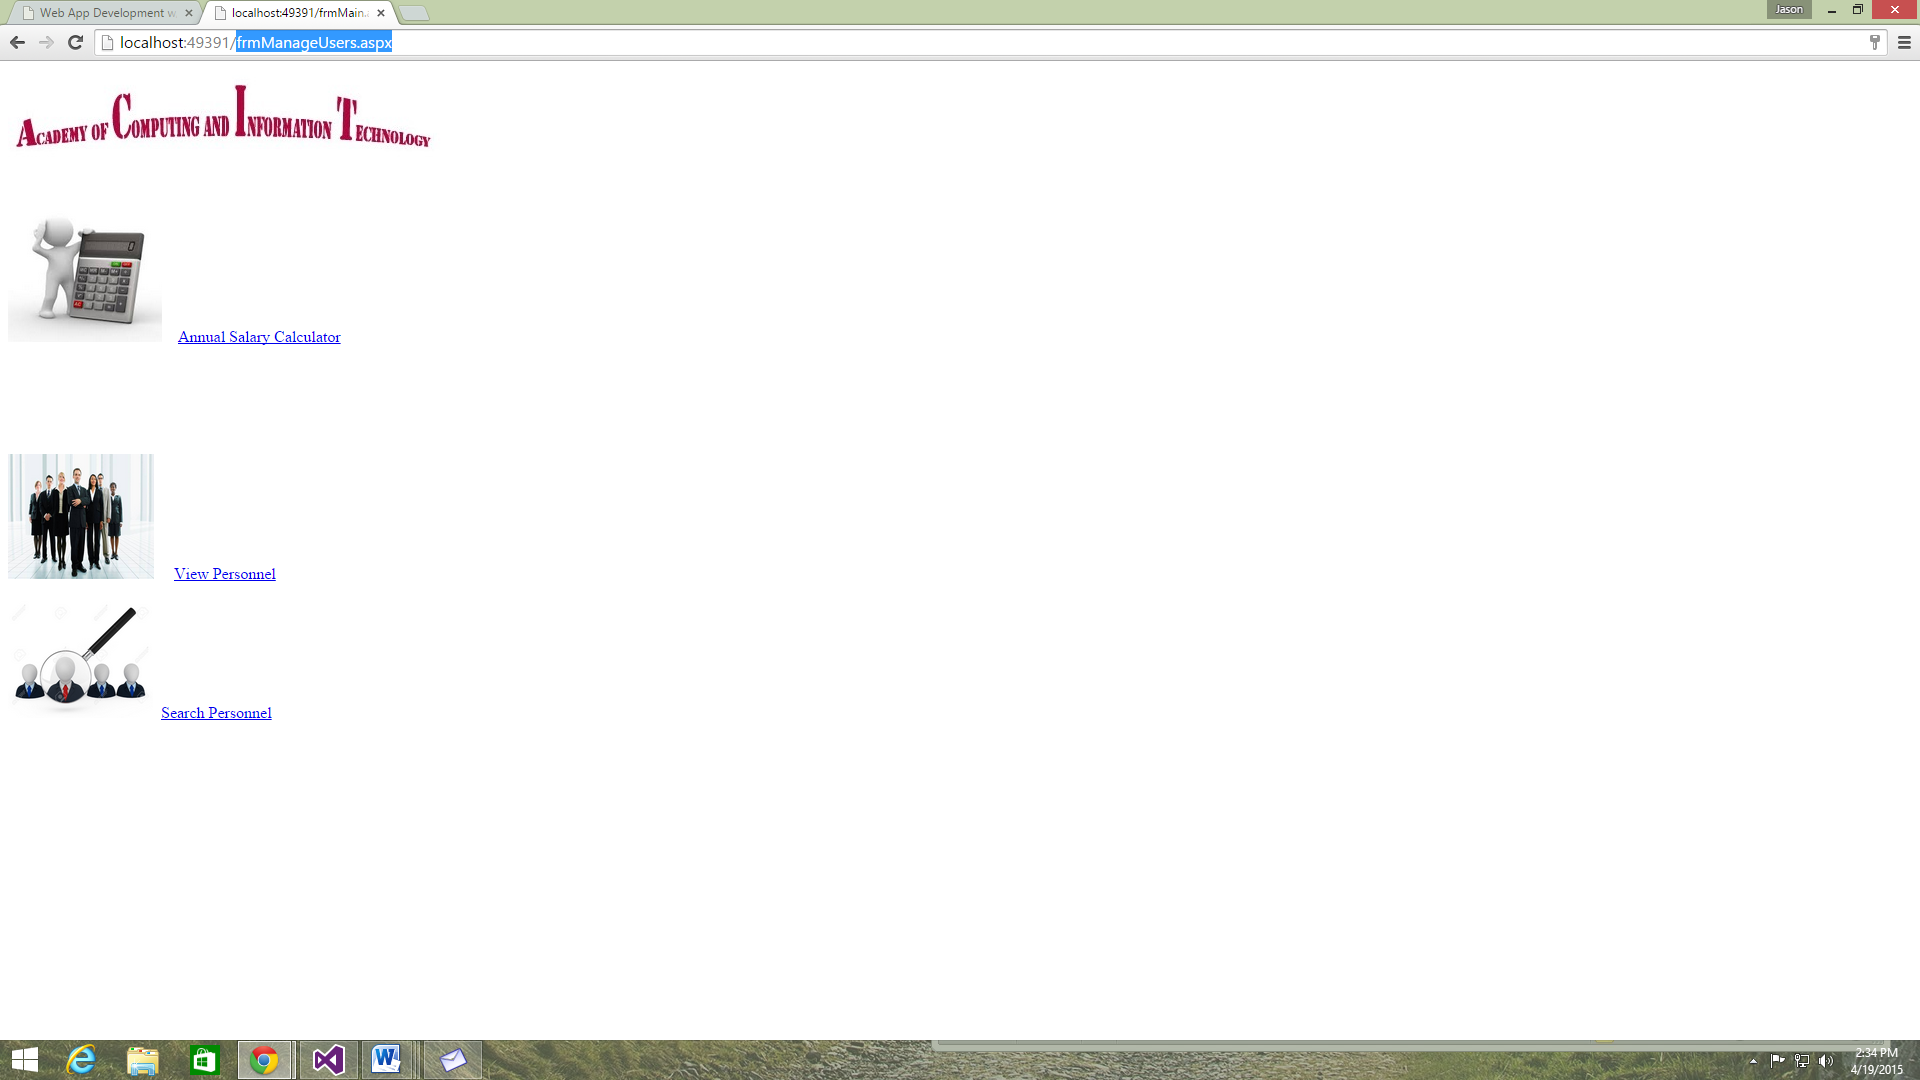 Web App Development w
localhost:49391/frmMain.a
Jason
localhost:49391/frmManageUsers.aspx
ACADEMY OF COMPUTING AND INFORMATION TECHNOLOGY
Annual Salary Calculator
View Personnel
Search Personnel
2:34 PM
4/19/2015